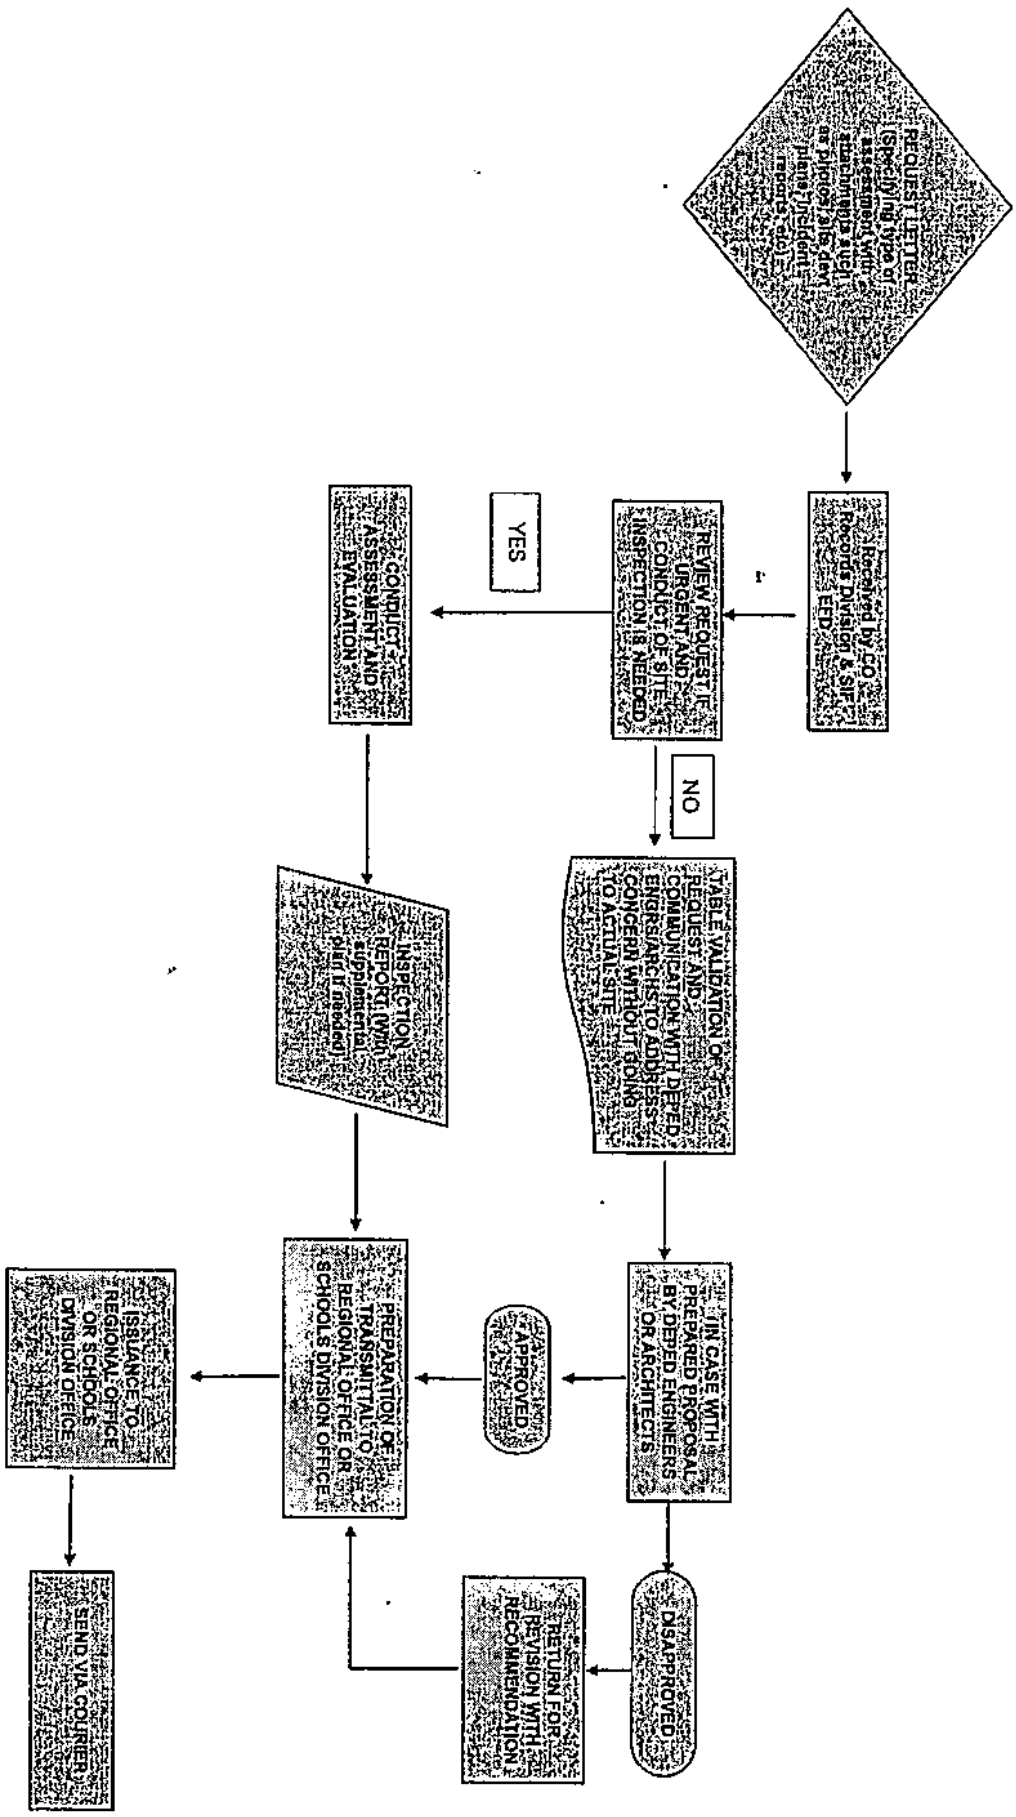 REQUEST LETTER
(Specifying type of
assessment with
attachments such
as photos, site dev't
plans, incident
reports, etc)
Received by CO
Records Division & SIF
EFD
REVIEW REQUEST IF
URGENT AND
CONDUCT OF SITE
INSPECTION IS NEEDED
YES
NO
CONDUCT
ASSESSMENT AND
EVALUATION
TABLE VALIDATION OF
REQUEST AND
COMMUNICATION WITH DEPED
ENGRS/ARCHS TO ADDRESS
CONCERN WITHOUT GOING
TO ACTUAL SITE
INSPECTION
REPORT (With
supplemental
plan if needed)
(IN CASE WITH
PREPARED PROPOSAL
BY DEPED ENGINEERS
OR ARCHITECTS
APPROVED
DISAPPROVED
RETURN FOR
REVISION WITH
RECOMMENDATION
PREPARATION OF
TRANSMITTAL TO
REGIONAL OFFICE OR
SCHOOLS DIVISION OFFICE
ISSUANCE TO
REGIONAL OFFICE
OR SCHOOLS
DIVISION OFFICE
SEND VIA COURIER